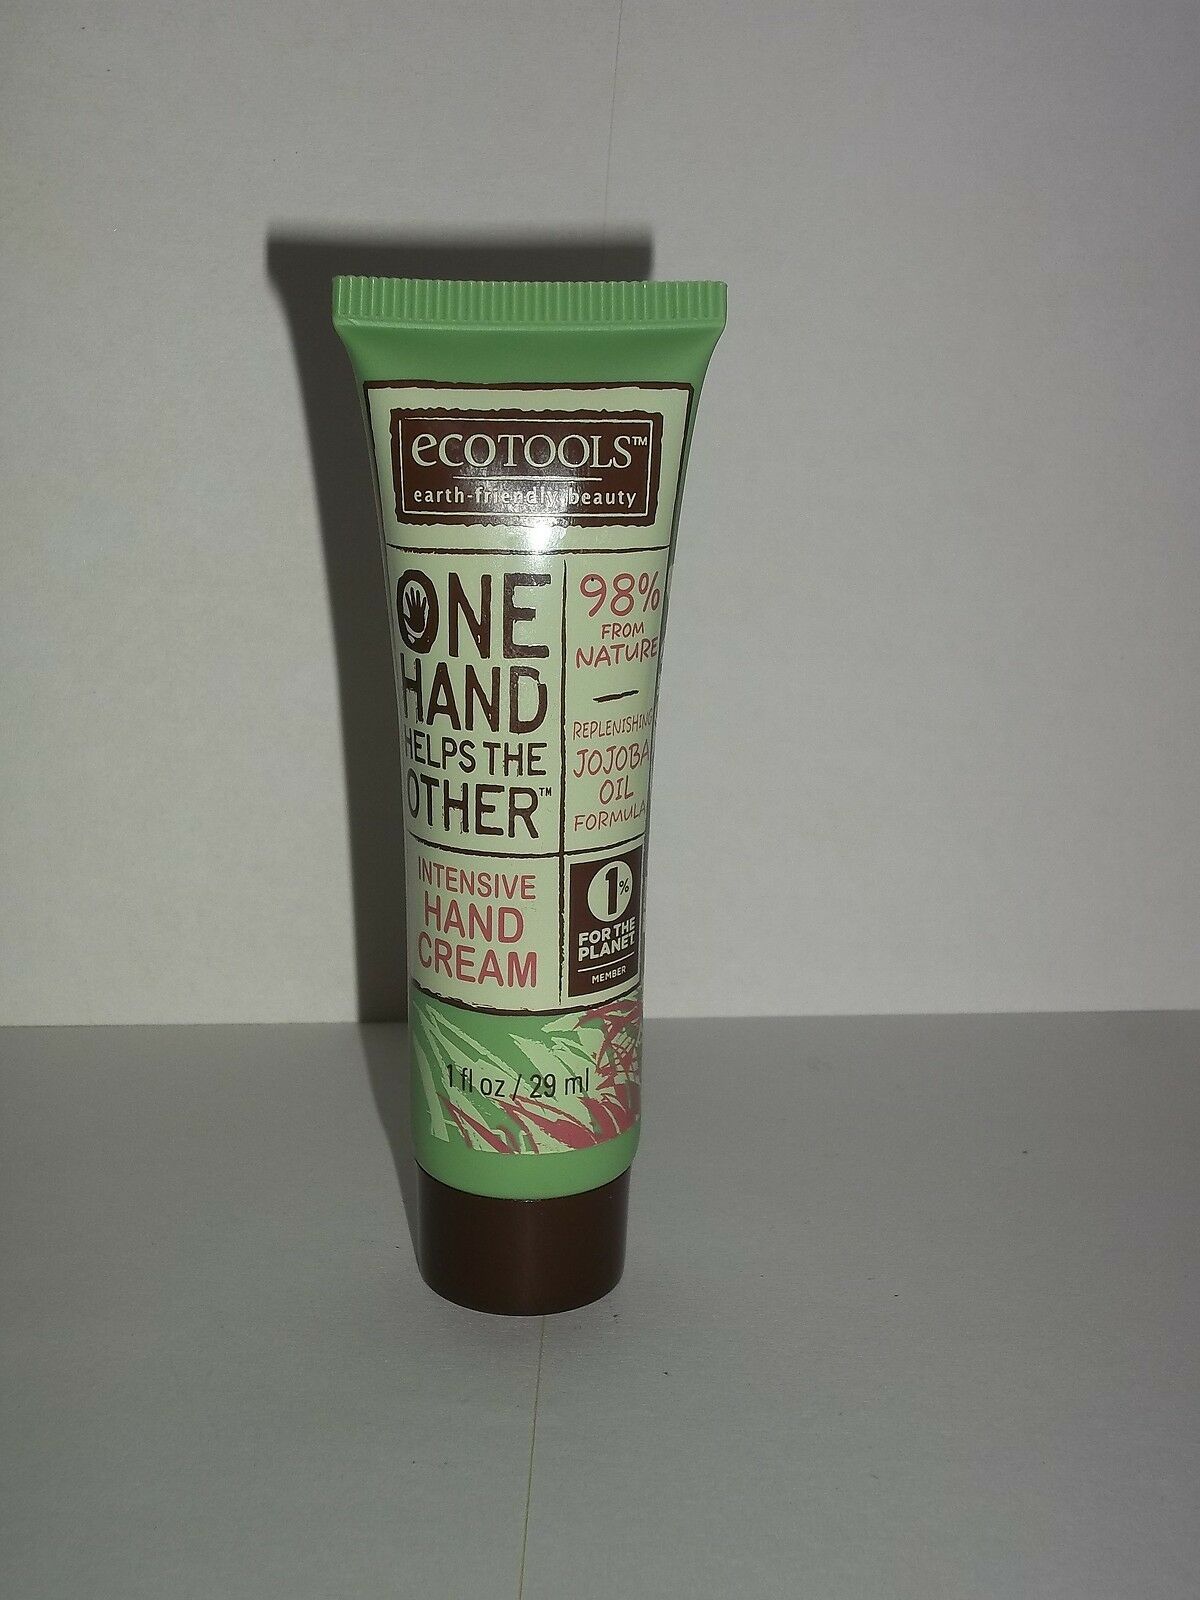 ecoTOOLS™
earth-friendly beauty
ONE
HAND
HELPS THE
OTHER™
98%
FROM
NATURE
REPLENISHING
JOJOBA
OIL
FORMULA
INTENSIVE
HAND
CREAM
1%
FOR THE
PLANET
MEMBER
1 fl oz / 29 ml